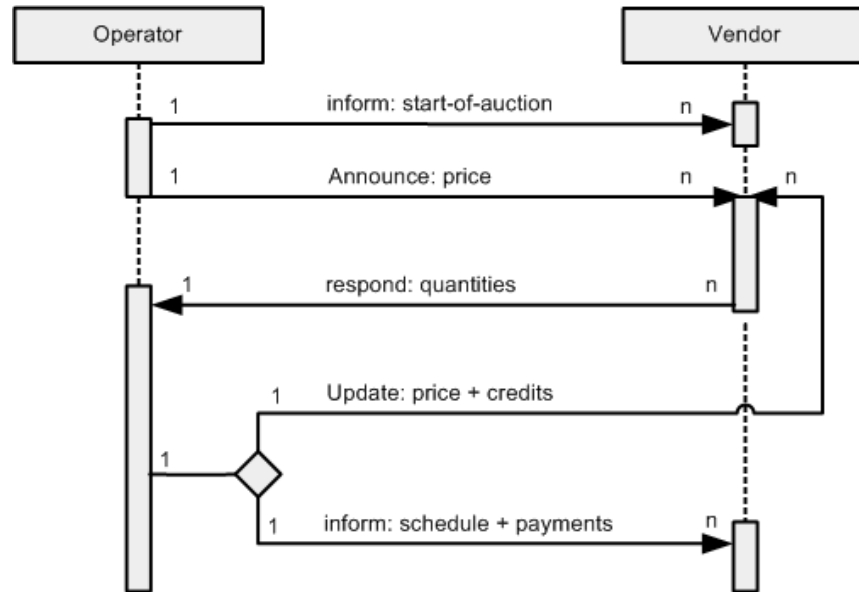 Operator
Vendor
1 inform: start-of-auction n
1 Announce: price n n
1 respond: quantities n
1 Update: price + credits
1
1 inform: schedule + payments n